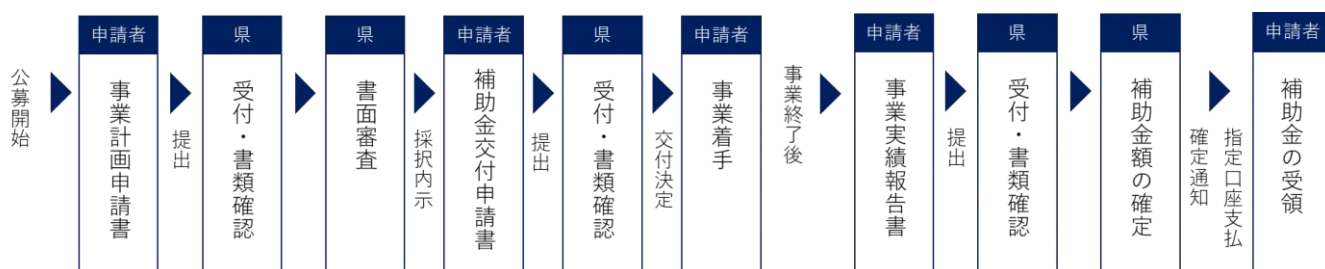 公募開始
申請者
事業計画申請書
提出
県
受付・書類確認
県
書面審査
採択内示
申請者
補助金交付申請書
提出
県
受付・書類確認
交付決定
申請者
事業着手
事業終了後
申請者
事業実績報告書
提出
県
受付・書類確認
県
補助金額の確定
確定通知
指定口座支払
申請者
補助金の受領